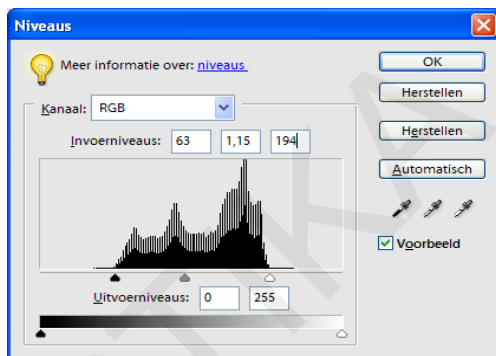 Niveaus
Meer informatie over: niveaus
OK
Kanaal: RGB
Herstellen
Invoerniveaus: 63 1,15 194
Herstellen
Automatisch
Voorbeeld
Uitvoerniveaus: 0 255
TIKA